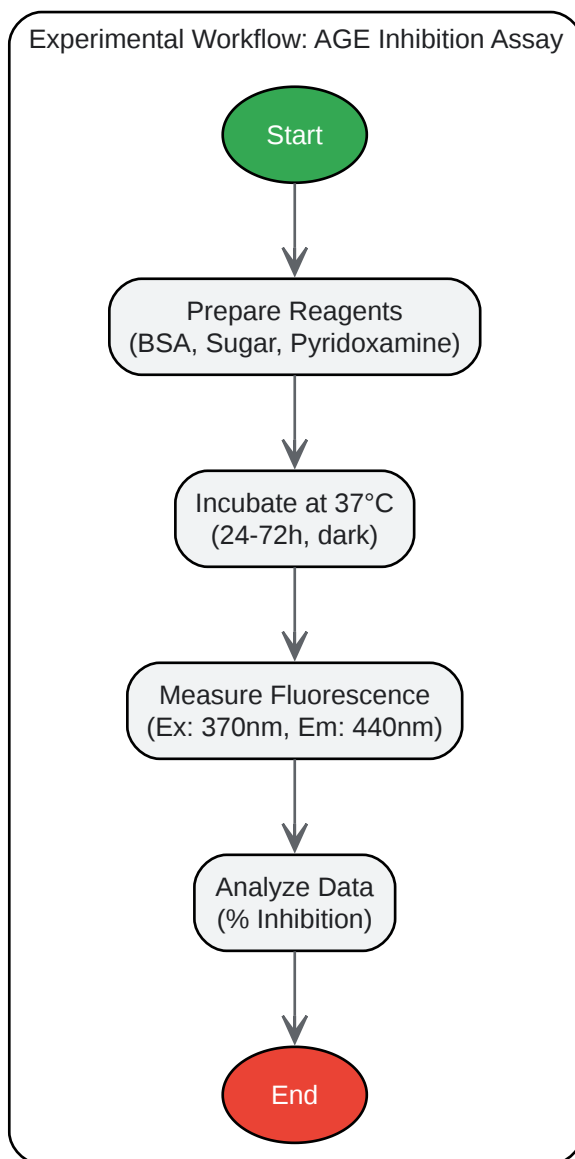 Experimental Workflow: AGE Inhibition Assay
Start
Prepare Reagents
(BSA, Sugar, Pyridoxamine)
Incubate at 37°C
(24-72h, dark)
Measure Fluorescence
(Ex: 370nm, Em: 440nm)
Analyze Data
(% Inhibition)
End